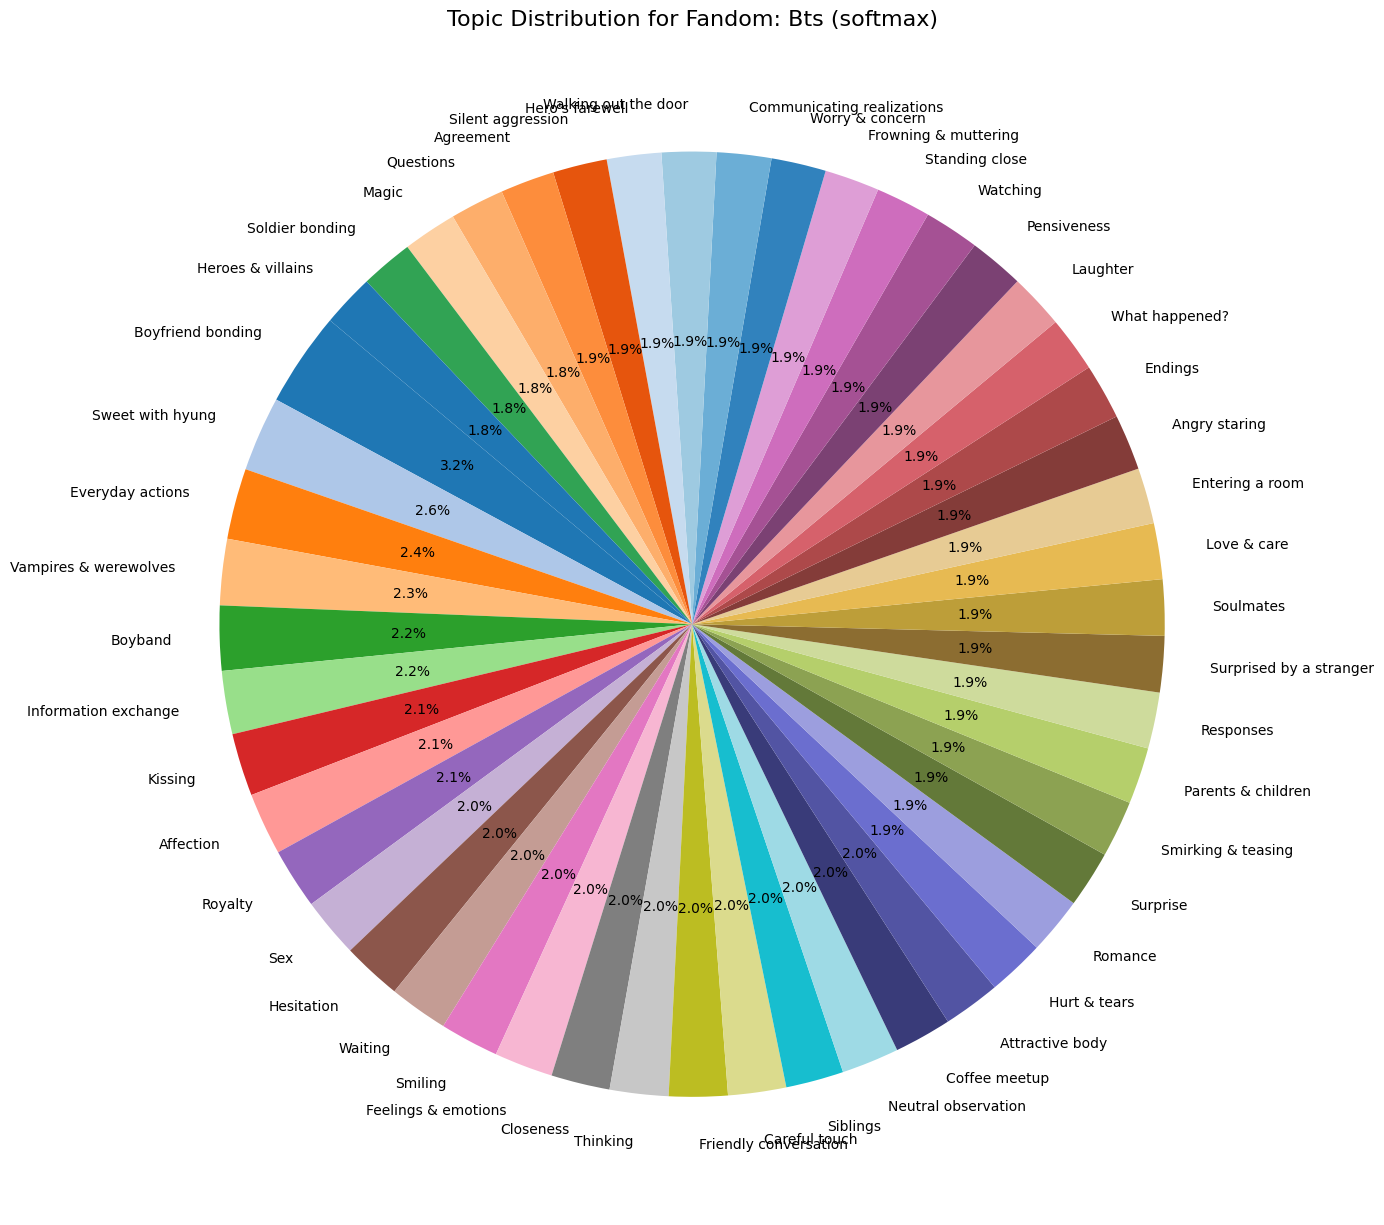 Topic Distribution for Fandom: Bts (softmax)
Boyfriend bonding
3.2%
Sweet with hyung
2.6%
Everyday actions
2.4%
Vampires & werewolves
2.3%
Boyband
2.2%
Information exchange
2.2%
Kissing
2.1%
Affection
2.1%
Royalty
2.1%
Sex
2.0%
Hesitation
2.0%
Waiting
2.0%
Smiling
2.0%
Feelings & emotions
2.0%
Closeness
2.0%
Thinking
2.0%
Friendly conversation
2.0%
Careful touch
2.0%
Siblings
2.0%
Neutral observation
2.0%
Coffee meetup
2.0%
Attractive body
2.0%
Hurt & tears
1.9%
Romance
1.9%
Surprise
1.9%
Smirking & teasing
1.9%
Parents & children
1.9%
Responses
1.9%
Surprised by a stranger
1.9%
Soulmates
1.9%
Love & care
1.9%
Entering a room
1.9%
Angry staring
1.9%
Endings
1.9%
What happened?
1.9%
Laughter
1.9%
Pensiveness
1.9%
Watching
1.9%
Standing close
1.9%
Frowning & muttering
1.9%
Worry & concern
1.9%
Communicating realizations
1.9%
Walking out the door
1.9%
Hero's farewell
1.9%
Silent aggression
1.9%
Agreement
1.9%
Questions
1.8%
Magic
1.8%
Soldier bonding
1.8%
Heroes & villains
1.8%